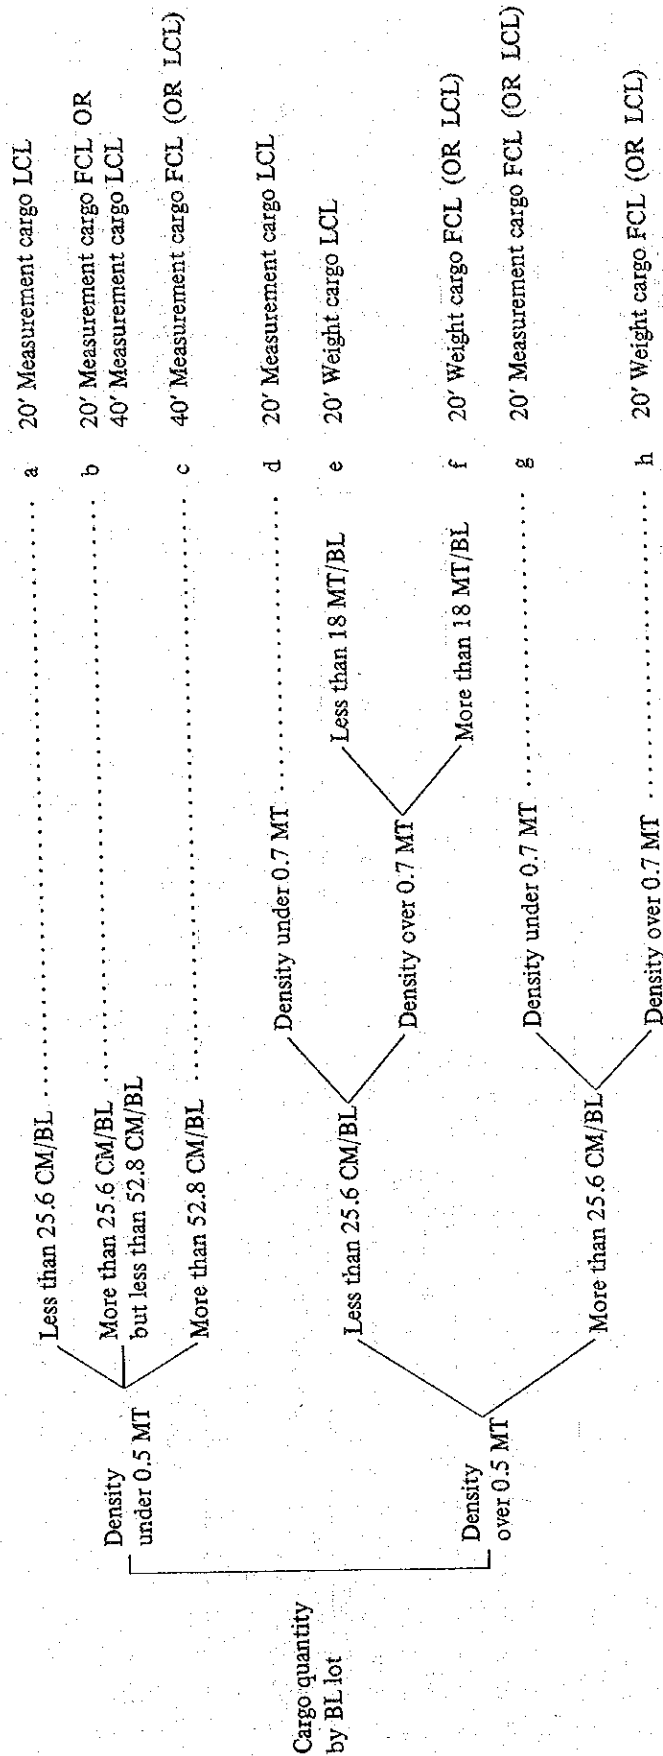 Cargo quantity
by BL lot
Density
under 0.5 MT
Less than 25.6 CM/BL .......... a 20' Measurement cargo LCL
More than 25.6 CM/BL .......... b 20' Measurement cargo FCL OR
but less than 52.8 CM/BL 40' Measurement cargo LCL
More than 52.8 CM/BL .......... c 40' Measurement cargo FCL (OR LCL)
Density
over 0.5 MT
Less than 25.6 CM/BL
Density under 0.7 MT .......... d 20' Measurement cargo LCL
Density over 0.7 MT
Less than 18 MT/BL e 20' Weight cargo LCL
More than 18 MT/BL f 20' Weight cargo FCL (OR LCL)
More than 25.6 CM/BL
Density under 0.7 MT .......... g 20' Measurement cargo FCL (OR LCL)
Density over 0.7 MT .......... h 20' Weight cargo FCL (OR LCL)